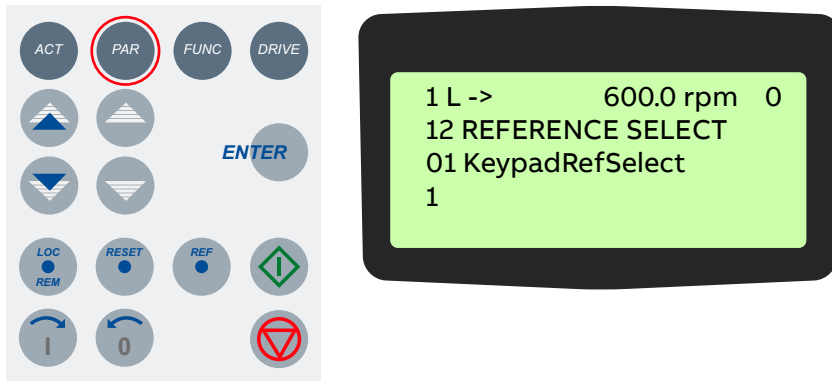 ACT PAR FUNC DRIVE
ENTER
LOC RESET REF
REM
I 0
1 L -> 600.0 rpm 0
12 REFERENCE SELECT
01 KeypadRefSelect
1